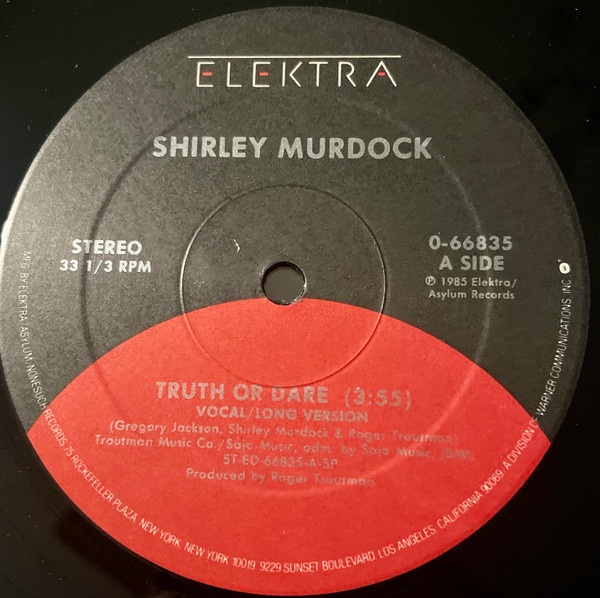 ELEKTRA
SHIRLEY MURDOCK
STEREO
33 1/3 RPM
0-66835
A SIDE
℗ 1985 Elektra/
Asylum Records
TRUTH OR DARE (3:55)
VOCAL/LONG VERSION
(Gregory Jackson, Shirley Murdock & Roger Troutman)
Troutman Music Co./Saja Music, adm. by Saja Music, (BMI)
ST-ED-66835-A-SP
Produced by Roger Troutman
MFG. BY ELEKTRA/ASYLUM/NONESUCH RECORDS 75 ROCKEFELLER PLAZA, NEW YORK, NEW YORK 10019 9229 SUNSET BOULEVARD LOS ANGELES, CALIFORNIA 90069 A DIVISION OF WARNER COMMUNICATIONS INC